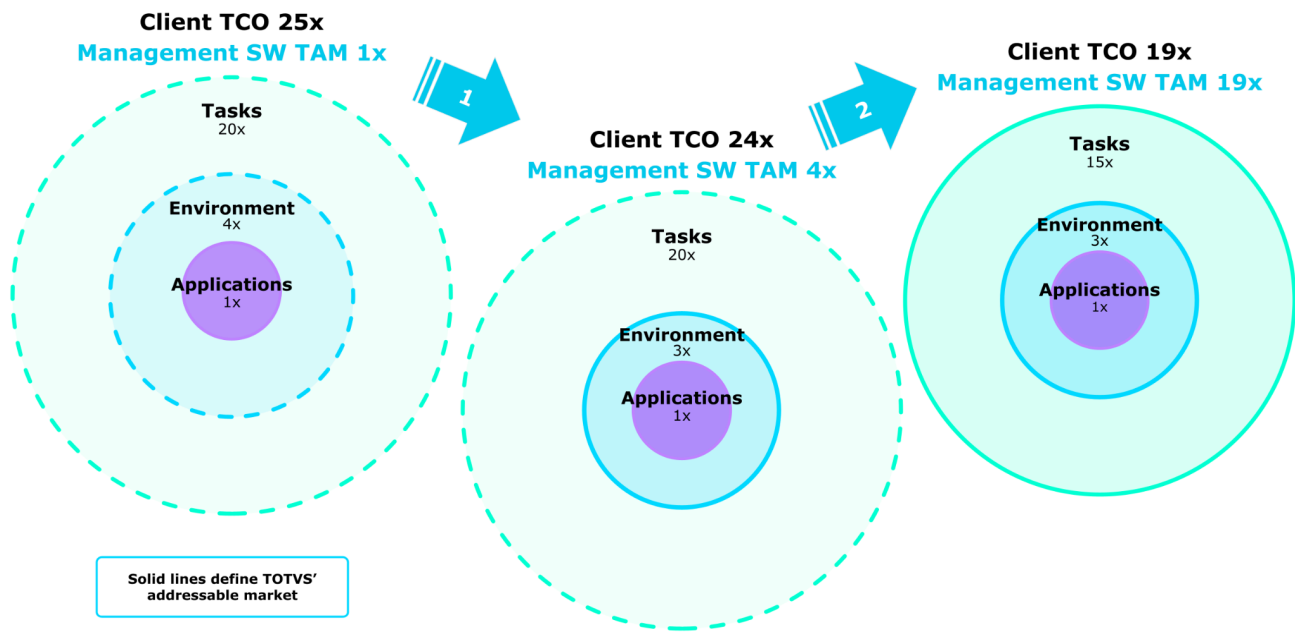 Client TCO 25x
Management SW TAM 1x
Tasks
20x
Environment
4x
Applications
1x
1
Client TCO 24x
Management SW TAM 4x
Tasks
20x
Environment
3x
Applications
1x
2
Client TCO 19x
Management SW TAM 19x
Tasks
15x
Environment
3x
Applications
1x
Solid lines define TOTVS’
addressable market